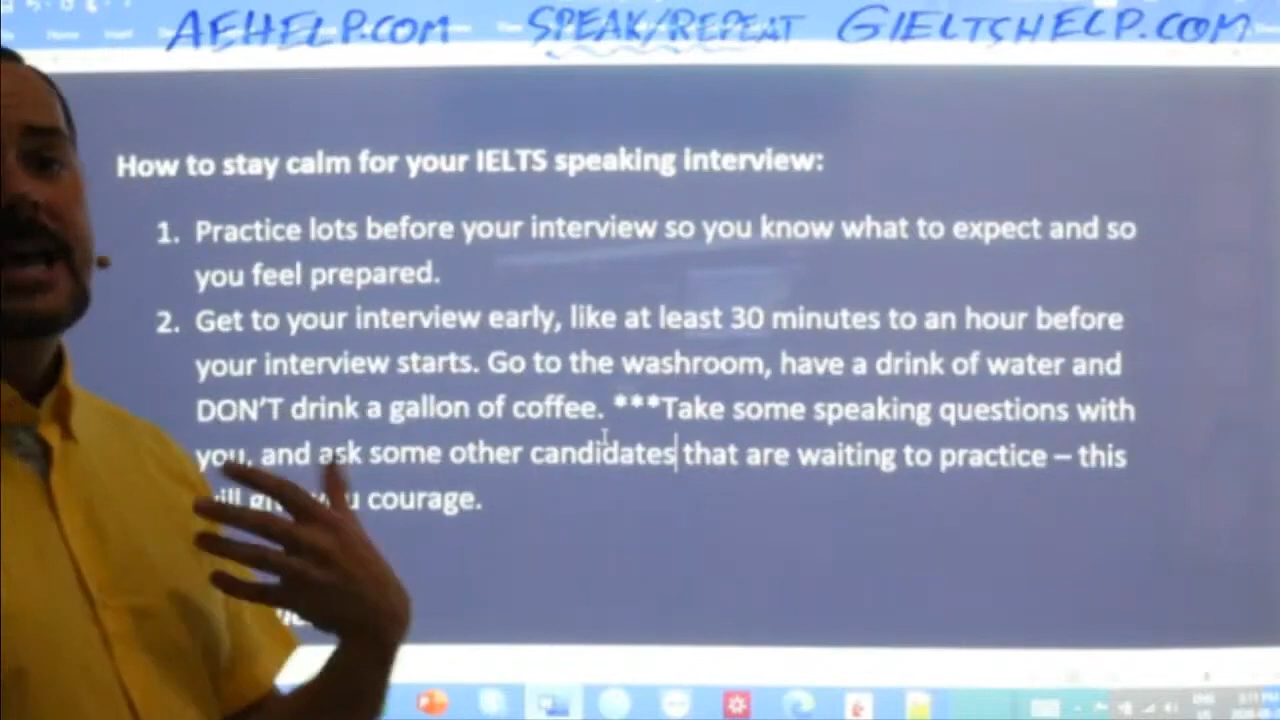 AEHELP.COM SPEAK/REPEAT GIELTSHELP.COM
How to stay calm for your IELTS speaking interview:
1. Practice lots before your interview so you know what to expect and so
you feel prepared.
2. Get to your interview early, like at least 30 minutes to an hour before
your interview starts. Go to the washroom, have a drink of water and
DON'T drink a gallon of coffee. ***Take some speaking questions with
you, and ask some other candidates that are waiting to practice – this
courage.